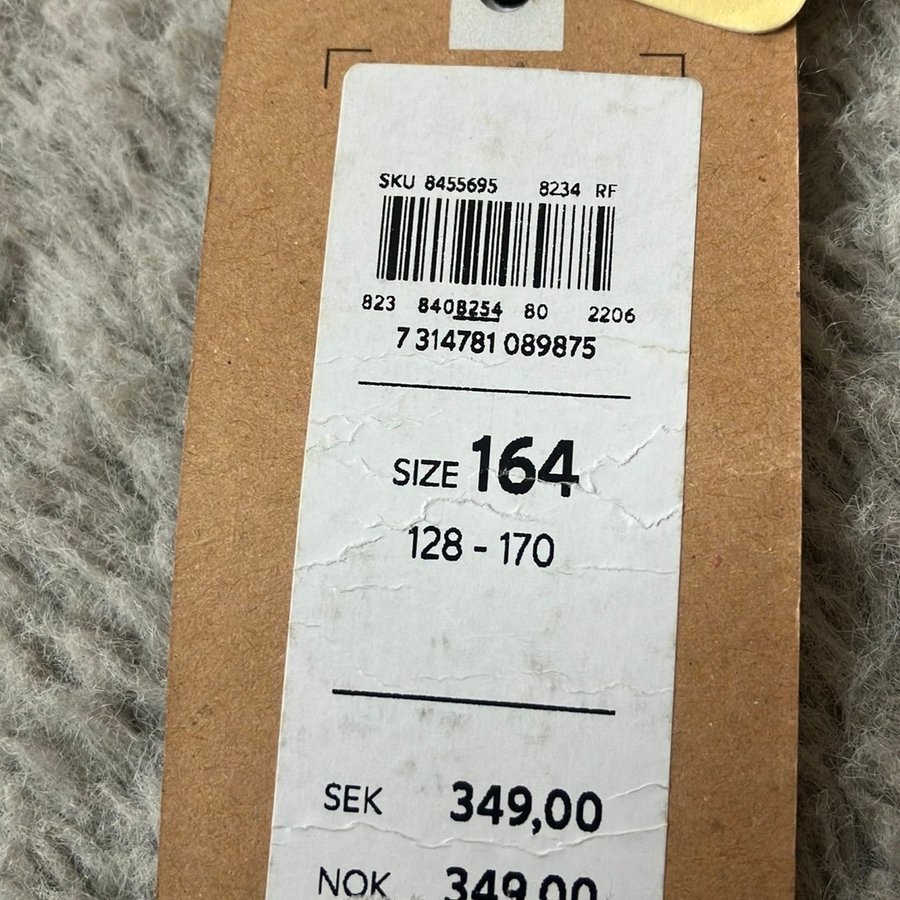 SKU 8455695 8234 RF
823 8408254 80 2206
7 314781 089875
SIZE 164
128 - 170
SEK 349,00
NOK 349,00